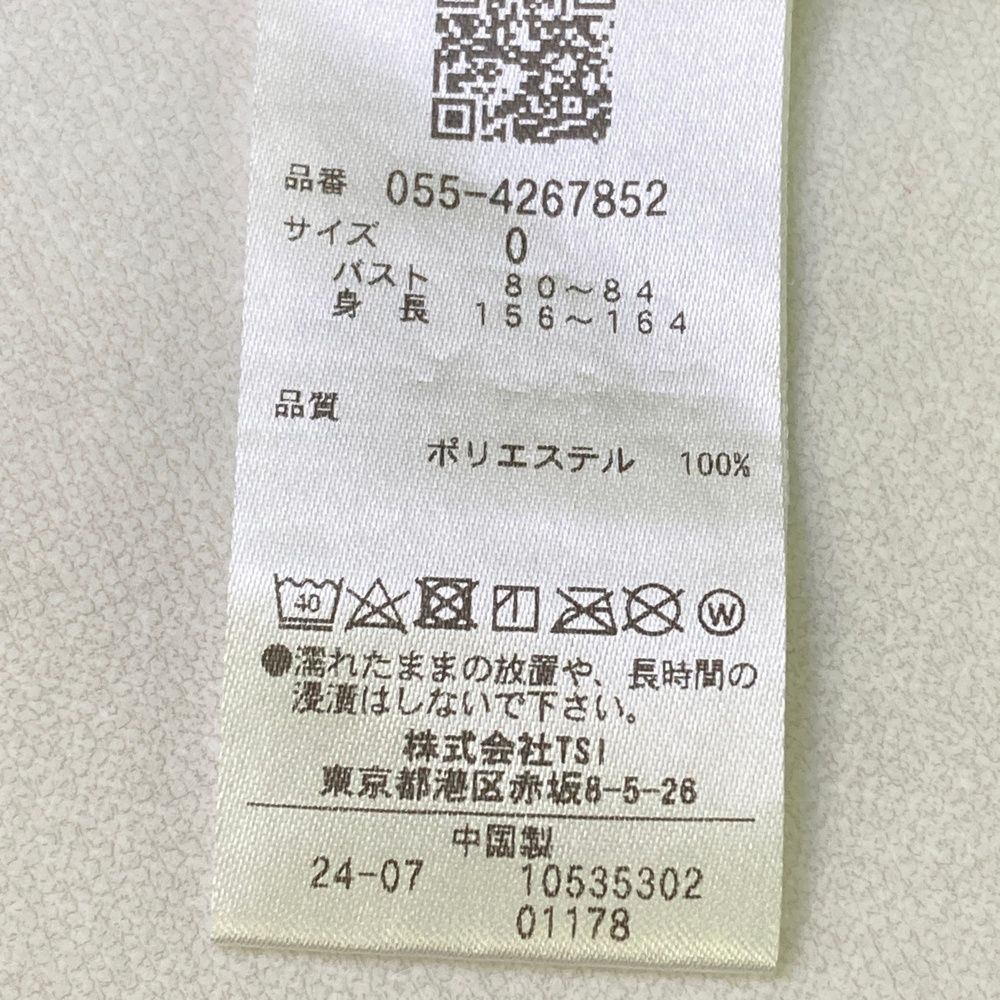 品番 055-4267852
サイズ 0
バスト 80～84
身長 156～164
品質
ポリエステル 100%
40 W
●濡れたままの放置や、長時間の
浸漬はしないで下さい。
株式会社TSI
東京都港区赤坂8-5-26
中国製
24-07 10535302
01178